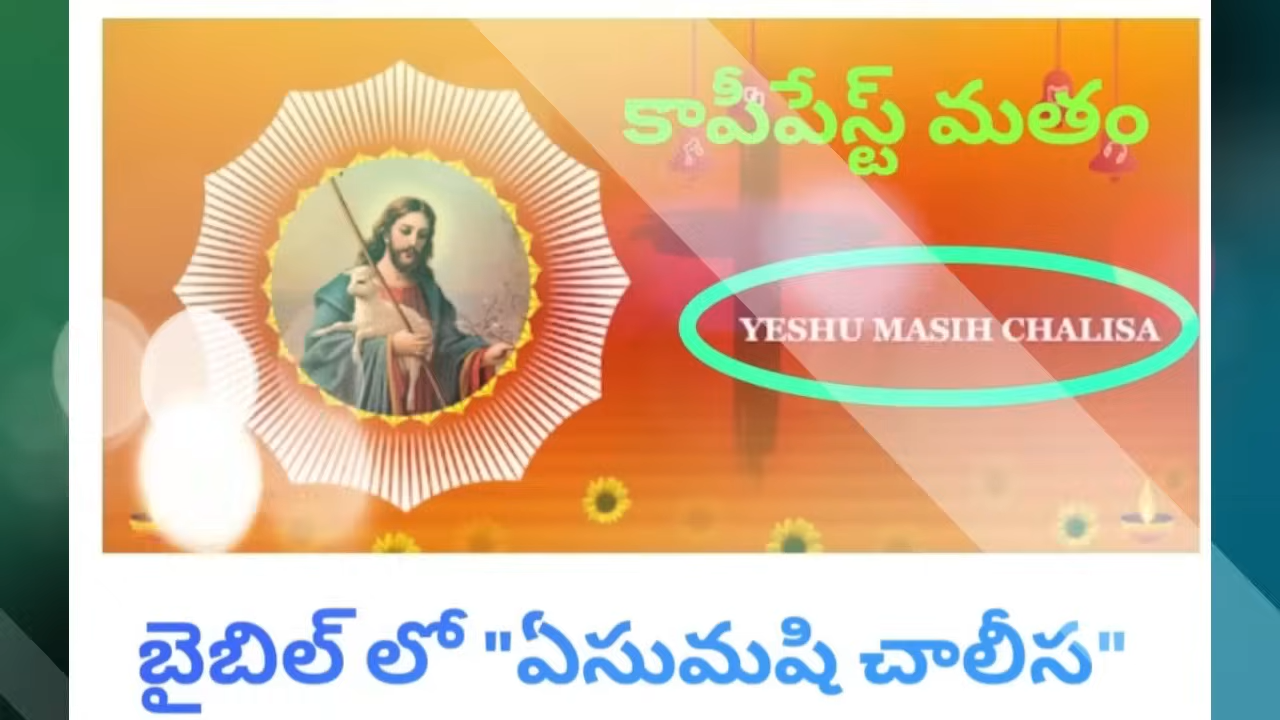 కాపీపేస్ట్ మతం
YESHU MASIH CHALISA
బైబిల్ లో "ఏసుమషి చాలీస"